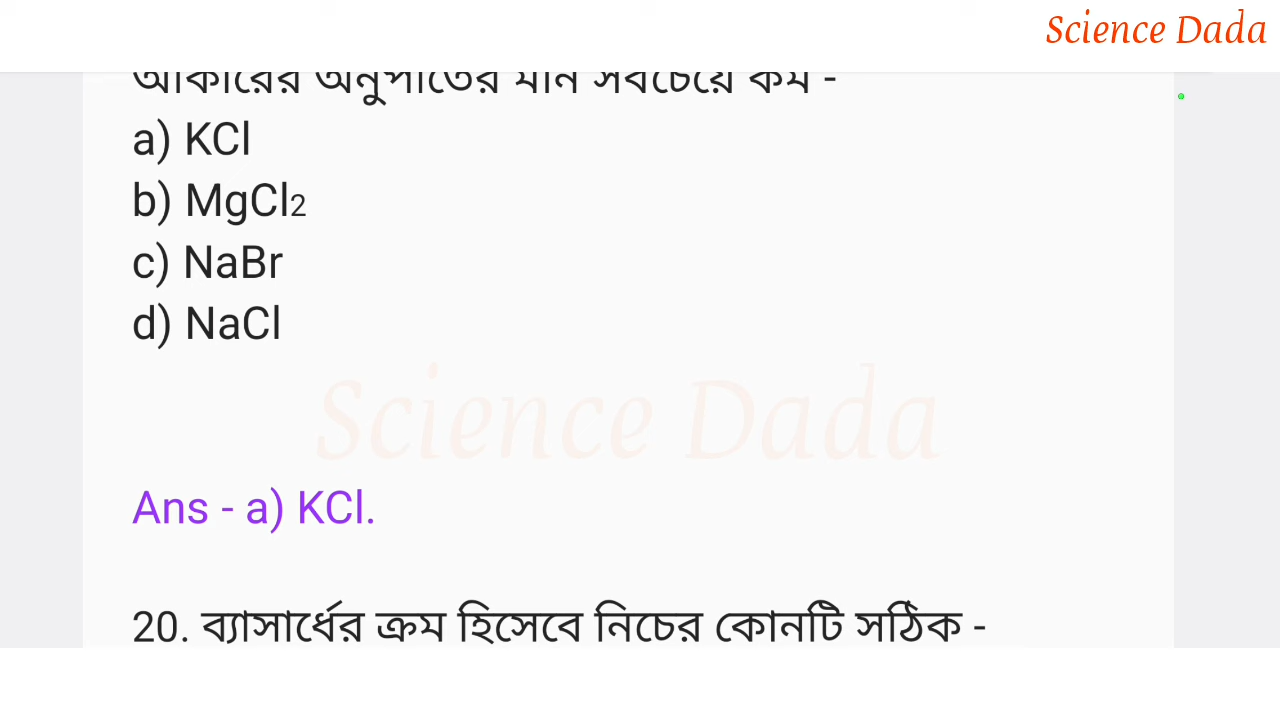 Science Dada
আকারের অনুপাতের মান সবচেয়ে কম -
a) KCl
b) MgCl2
c) NaBr
d) NaCl
Science Dada
Ans - a) KCl.
20. ব্যাসার্ধের ক্রম হিসেবে নিচের কোনটি সঠিক -